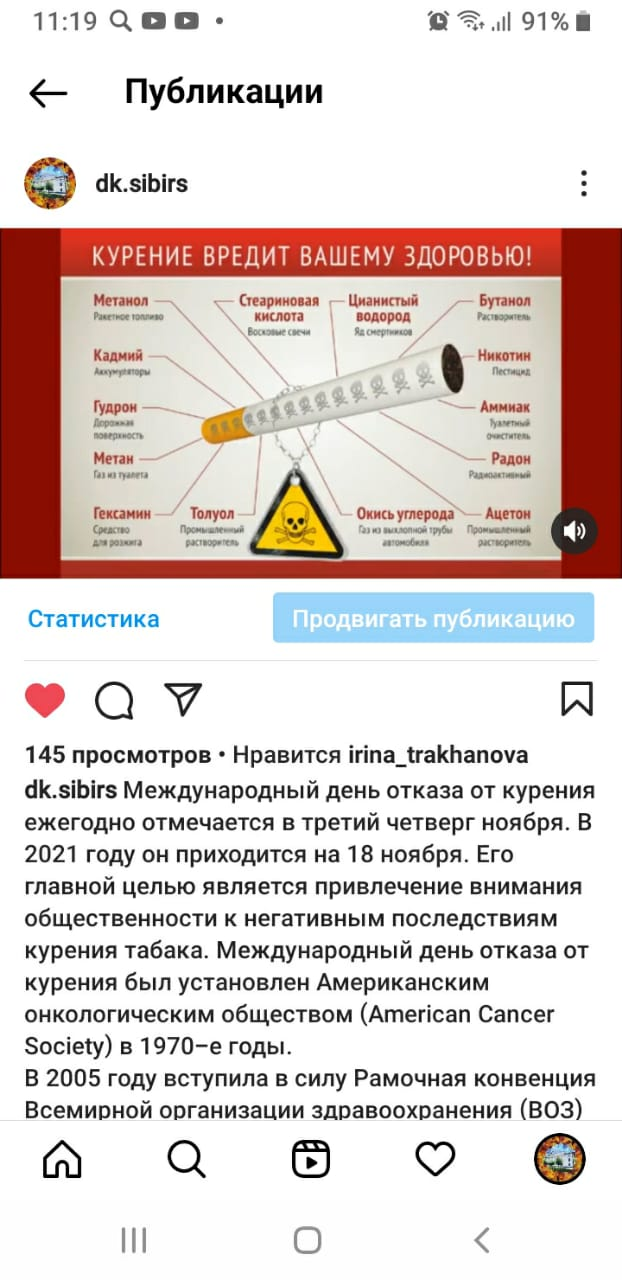 11:19
91%
Публикации
dk.sibirs
КУРЕНИЕ ВРЕДИТ ВАШЕМУ ЗДОРОВЬЮ!
Метанол
Ракетное топливо
Стеариновая
кислота
Восковые свечи
Цианистый
водород
Яд смертников
Бутанол
Растворитель
Кадмий
Аккумуляторы
Никотин
Пестицид
Гудрон
Дорожная
поверхность
Аммиак
Туалетный
очиститель
Метан
Газ из туалета
Радон
Радиоактивный
Гексамин
Средство
для розжига
Толуол
Промышленный
растворитель
Окись углерода
Газ из выхлопной трубы
автомобиля
Ацетон
Промышленный
растворитель
Статистика
Продвигать публикацию
145 просмотров • Нравится irina_trakhanova
dk.sibirs Международный день отказа от курения
ежегодно отмечается в третий четверг ноября. В
2021 году он приходится на 18 ноября. Его
главной целью является привлечение внимания
общественности к негативным последствиям
курения табака. Международный день отказа от
курения был установлен Американским
онкологическим обществом (American Cancer
Society) в 1970–е годы.
В 2005 году вступила в силу Рамочная конвенция
Всемирной организации здравоохранения (ВОЗ)